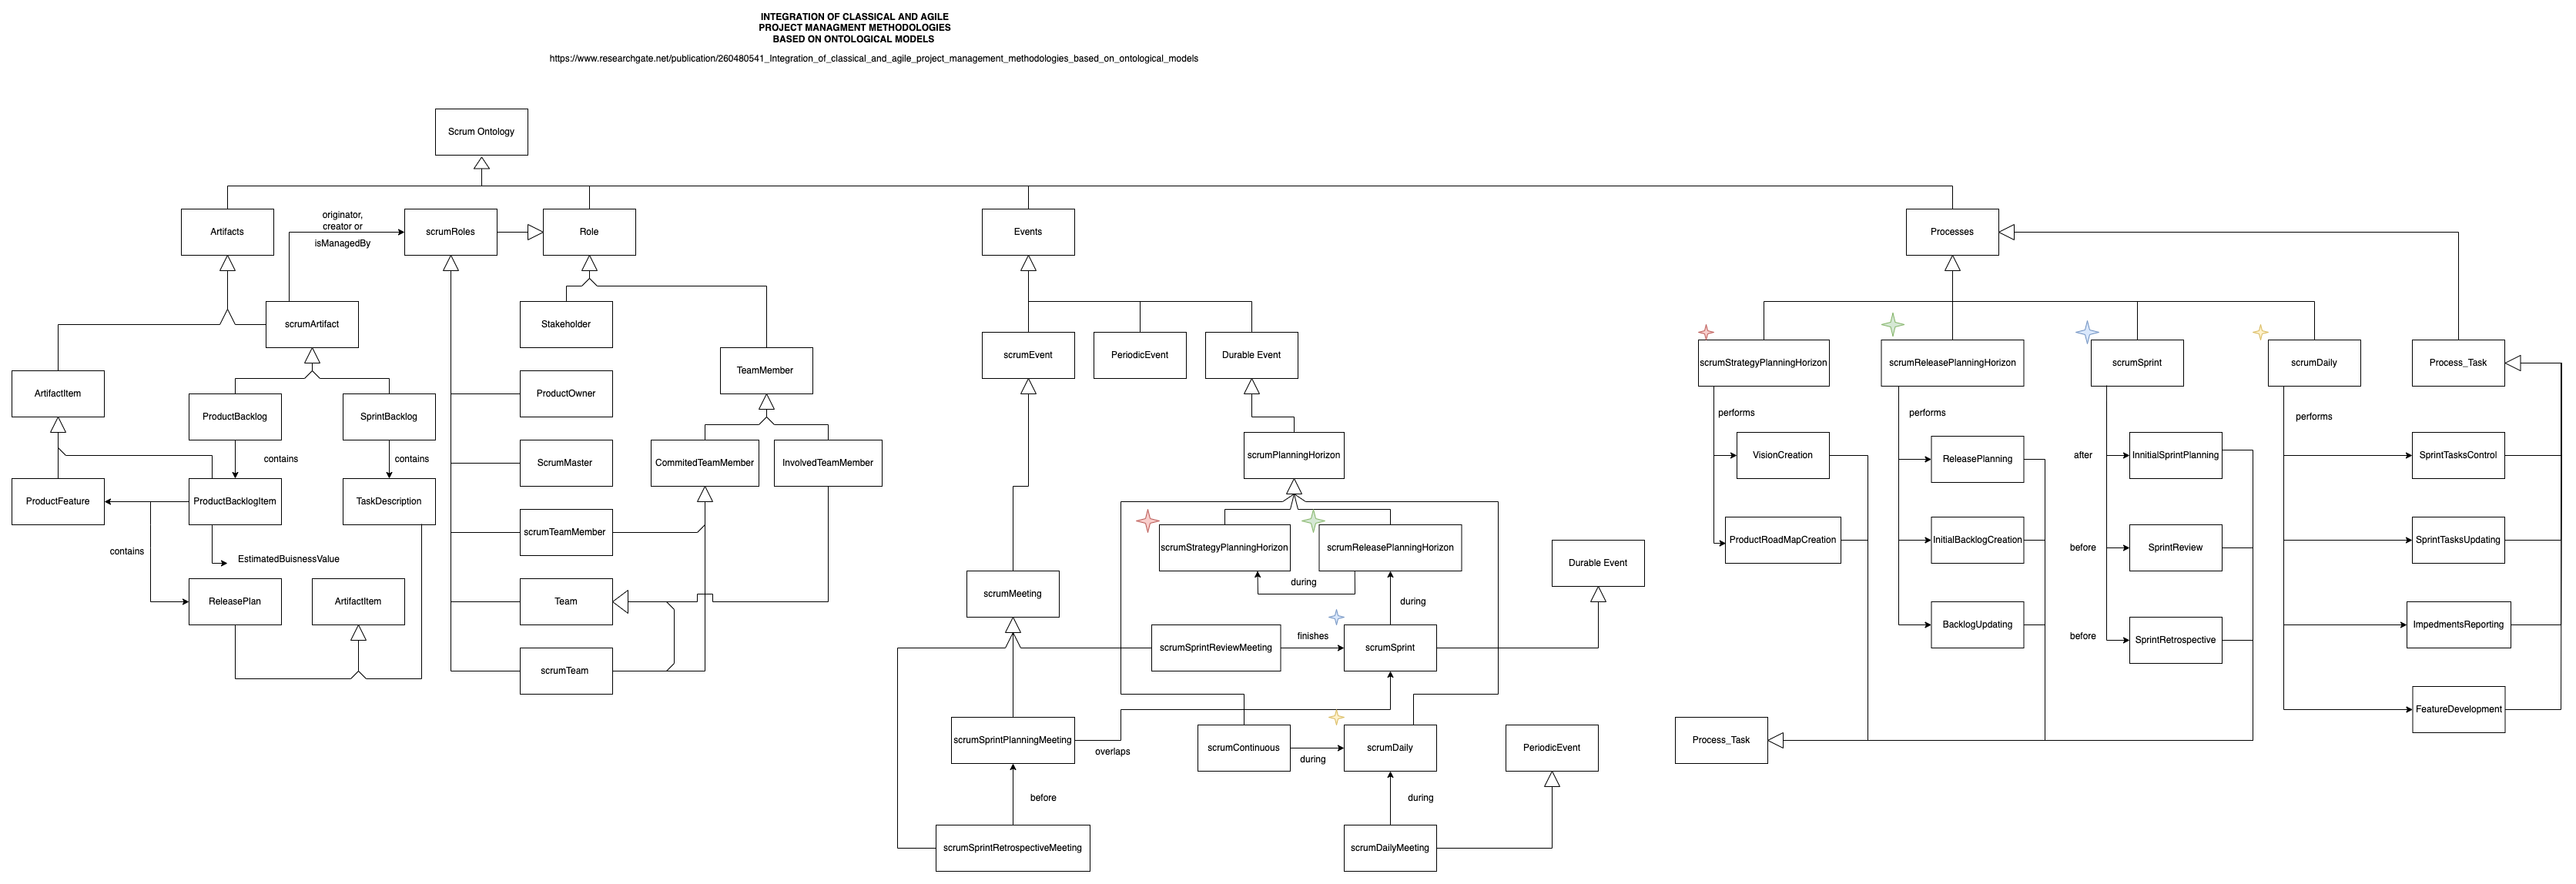 INTEGRATION OF CLASSICAL AND AGILE
PROJECT MANAGMENT METHODOLOGIES
BASED ON ONTOLOGICAL MODELS
https://www.researchgate.net/publication/260480541_Integration_of_classical_and_agile_project_management_methodologies_based_on_ontological_models
Scrum Ontology
Artifacts
originator,
creator or
isManagedBy
scrumRoles
Role
Events
Processes
scrumArtifact
Stakeholder
TeamMember
scrumEvent
PeriodicEvent
Durable Event
scrumStrategyPlanningHorizon
scrumReleasePlanningHorizon
scrumSprint
scrumDaily
Process_Task
ArtifactItem
ProductBacklog
SprintBacklog
ProductOwner
performs
performs
performs
contains
contains
ScrumMaster
CommitedTeamMember
InvolvedTeamMember
scrumPlanningHorizon
VisionCreation
ReleasePlanning
after
InnitialSprintPlanning
SprintTasksControl
ProductFeature
ProductBacklogItem
TaskDescription
scrumTeamMember
scrumStrategyPlanningHorizon
scrumReleasePlanningHorizon
Durable Event
ProductRoadMapCreation
InitialBacklogCreation
before
SprintReview
SprintTasksUpdating
contains
EstimatedBuisnessValue
during
during
ReleasePlan
ArtifactItem
Team
scrumMeeting
BacklogUpdating
before
SprintRetrospective
ImpedmentsReporting
scrumTeam
scrumSprintReviewMeeting
finishes
scrumSprint
FeatureDevelopment
scrumSprintPlanningMeeting
overlaps
scrumContinuous
during
scrumDaily
PeriodicEvent
Process_Task
before
during
scrumSprintRetrospectiveMeeting
scrumDailyMeeting